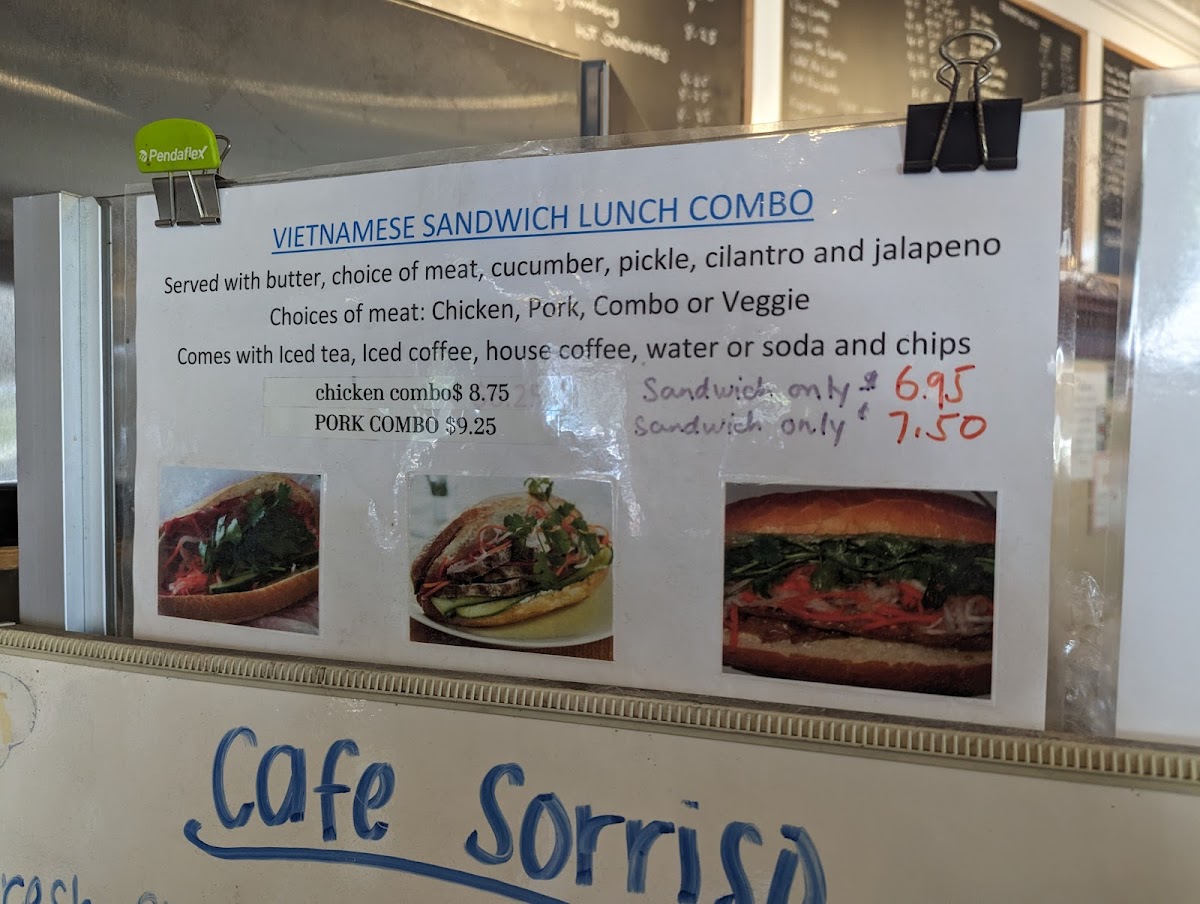 HOT SANDWICHES
Pendaflex
VIETNAMESE SANDWICH LUNCH COMBO
Served with butter, choice of meat, cucumber, pickle, cilantro and jalapeno
Choices of meat: Chicken, Pork, Combo or Veggie
Comes with Iced tea, Iced coffee, house coffee, water or soda and chips
chicken combo$ 8.75 Sandwich only $ 6.95
PORK COMBO $9.25 Sandwich only $ 7.50
Cafe Sorriso